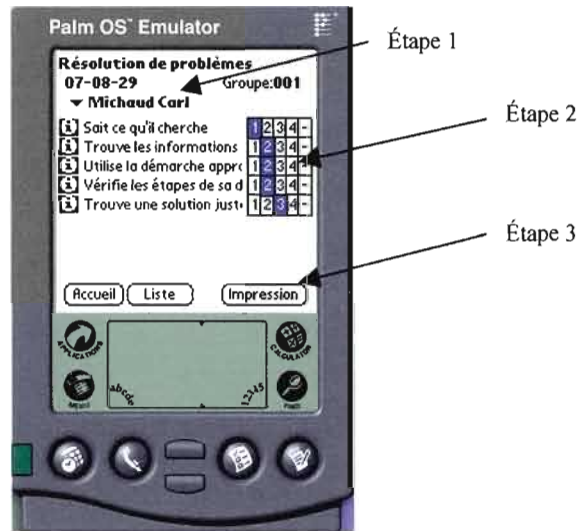 Palm OS™ Emulator
Étape 1
Résolution de problèmes
07-08-29 Groupe:001
Michaud Carl
Étape 2
i Sait ce qu'il cherche 1 2 3 4 -
i Trouve les informations 1 2 3 4 -
i Utilise la démarche appro 1 2 3 4 -
i Vérifie les étapes de sa d 1 2 3 4 -
i Trouve une solution just 1 2 3 4 -
Étape 3
Accueil Liste Impression
APPLICATIONS CALCULATOR
MENU abcde 12345 FIND